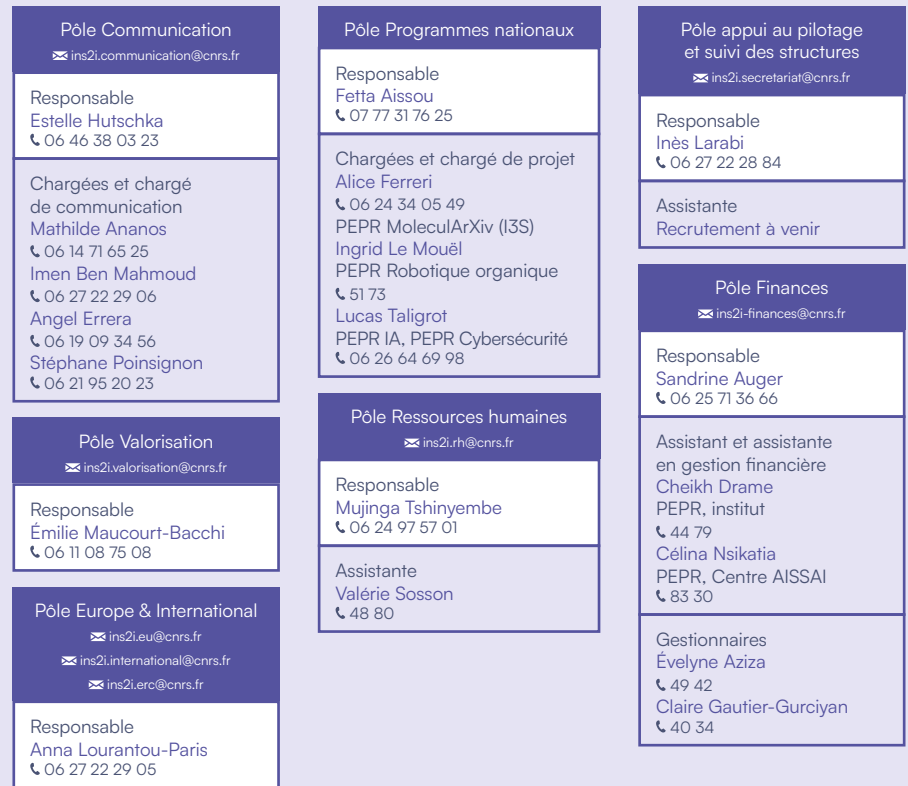 Pôle Communication
ins2i.communication@cnrs.fr
Responsable
Estelle Hutschka
06 46 38 03 23
Chargées et chargé
de communication
Mathilde Ananos
06 14 71 65 25
Imen Ben Mahmoud
06 27 22 29 06
Angel Errera
06 19 09 34 56
Stéphane Poinsignon
06 21 95 20 23
Pôle Valorisation
ins2i.valorisation@cnrs.fr
Responsable
Émilie Maucourt-Bacchi
06 11 08 75 08
Pôle Europe & International
ins2i.eu@cnrs.fr
ins2i.international@cnrs.fr
ins2i.erc@cnrs.fr
Responsable
Anna Lourantou-Paris
06 27 22 29 05
Pôle Programmes nationaux
Responsable
Fetta Aissou
07 77 31 76 25
Chargées et chargé de projet
Alice Ferreri
06 24 34 05 49
PEPR MoleculArXiv (I3S)
Ingrid Le Mouël
PEPR Robotique organique
51 73
Lucas Taligrot
PEPR IA, PEPR Cybersécurité
06 26 64 69 98
Pôle Ressources humaines
ins2i.rh@cnrs.fr
Responsable
Mujinga Tshinyembe
06 24 97 57 01
Assistante
Valérie Sosson
48 80
Pôle appui au pilotage
et suivi des structures
ins2i.secretariat@cnrs.fr
Responsable
Inès Larabi
06 27 22 28 84
Assistante
Recrutement à venir
Pôle Finances
ins2i-finances@cnrs.fr
Responsable
Sandrine Auger
06 25 71 36 66
Assistant et assistante
en gestion financière
Cheikh Drame
PEPR, institut
44 79
Célina Nsikatia
PEPR, Centre AISSAI
83 30
Gestionnaires
Évelyne Aziza
49 42
Claire Gautier-Gurciyan
40 34